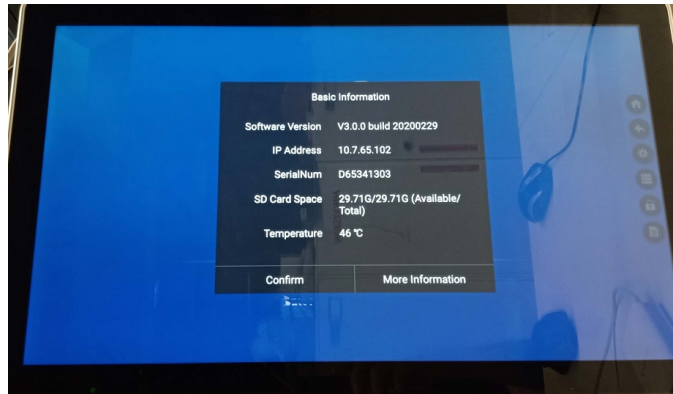 Basic Information
Software Version V3.0.0 build 20200229
IP Address 10.7.65.102
SerialNum D65341303
SD Card Space 29.71G/29.71G (Available/
Total)
Temperature 46 ℃
Confirm More Information